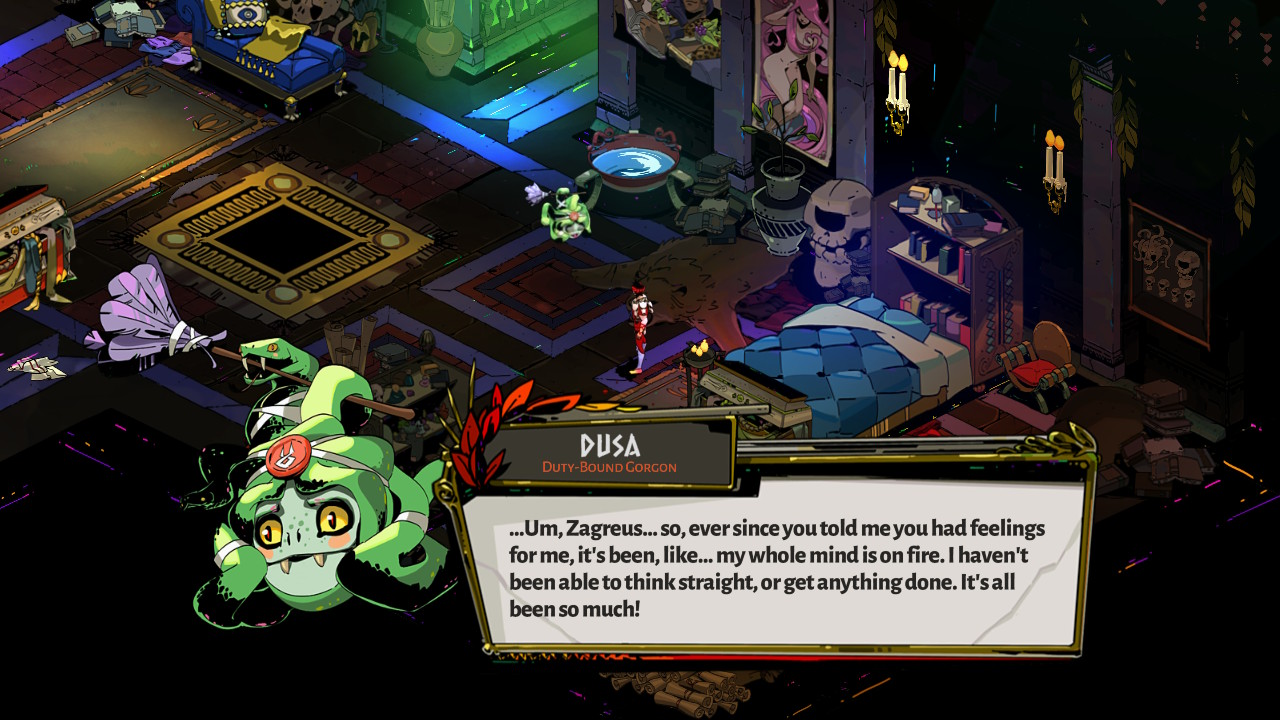 DUSA
Duty-Bound Gorgon
...Um, Zagreus... so, ever since you told me you had feelings
for me, it's been, like... my whole mind is on fire. I haven't
been able to think straight, or get anything done. It's all
been so much!